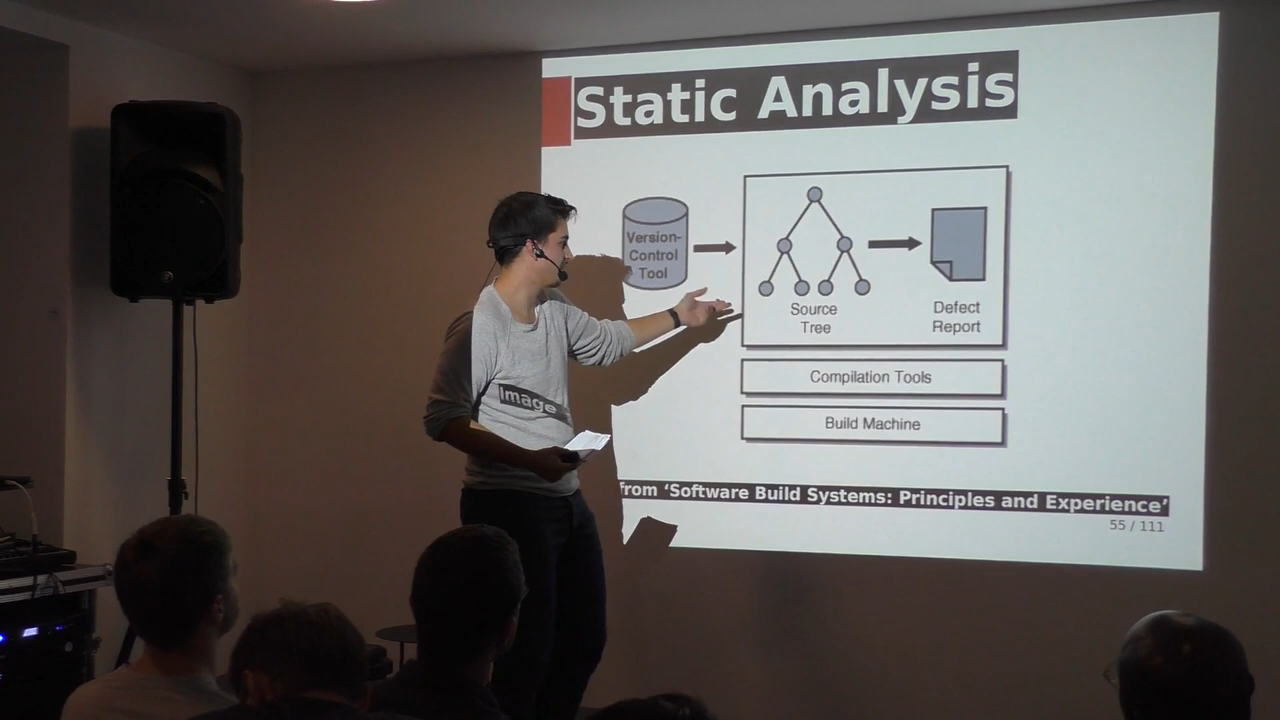 Static Analysis
Version-
Control
Tool
Source
Tree
Defect
Report
Compilation Tools
Build Machine
Image from ‘Software Build Systems: Principles and Experience’
55 / 111